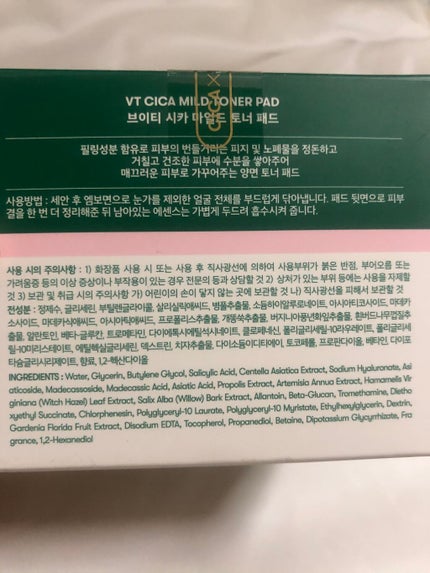 VT CICA MILD TONER PAD
브이티 시카 마일드 토너 패드
CICA
필링성분 함유로 피부의 번들거리는 피지 및 노폐물을 정돈하고
거칠고 건조한 피부에 수분을 쌓아주어
매끄러운 피부로 가꾸어주는 양면 토너 패드
사용방법 : 세안 후 엠보면으로 눈가를 제외한 얼굴 전체를 부드럽게 닦아냅니다. 패드 뒷면으로 피부
결을 한 번 더 정리해준 뒤 남아있는 에센스는 가볍게 두드려 흡수시켜 줍니다.
사용 시의 주의사항 : 1) 화장품 사용 시 또는 사용 후 직사광선에 의하여 사용부위가 붉은 반점, 부어오름 또는
가려움증 등의 이상 증상이나 부작용이 있는 경우 전문의 등과 상담할 것 2) 상처가 있는 부위 등에는 사용을 자제할
것 3) 보관 및 취급 시의 주의사항 가) 어린이의 손이 닿지 않는 곳에 보관할 것 나) 직사광선을 피해서 보관할 것
전성분 : 정제수, 글리세린, 부틸렌글라이콜, 살리실릭애씨드, 병풀추출물, 소듐하이알루로네이트, 아시아티코사이드, 마데카
소사이드, 마데카식애씨드, 아시아틱애씨드, 프로폴리스추출물, 개똥쑥추출물, 버지니아풍년화잎추출물, 흰버드나무껍질추
출물, 알란토인, 베타-글루칸, 트로메타민, 다이에톡시에틸석시네이트, 클로페네신, 폴리글리세릴-10라우레이트, 폴리글리세
릴-10미리스테이트, 에틸헥실글리세린, 덱스트린, 치자추출물, 다이소듐이디티에이, 토코페롤, 프로판다이올, 베타인, 다이포
타슘글리시리제이트, 향료, 1,2-헥산다이올
INGREDIENTS : Water, Glycerin, Butylene Glycol, Salicylic Acid, Centella Asiatica Extract, Sodium Hyaluronate, Asi
aticoside, Madecassoside, Madecassic Acid, Asiatic Acid, Propolis Extract, Artemisia Annua Extract, Hamamelis Vir
giniana (Witch Hazel) Leaf Extract, Salix Alba (Willow) Bark Extract, Allantoin, Beta-Glucan, Tromethamine, Dietho
xyethyl Succinate, Chlorphenesin, Polyglyceryl-10 Laurate, Polyglyceryl-10 Myristate, Ethylhexylglycerin, Dextrin,
Gardenia Florida Fruit Extract, Disodium EDTA, Tocopherol, Propanediol, Betaine, Dipotassium Glycyrrhizate, Fra
grance, 1,2-Hexanediol